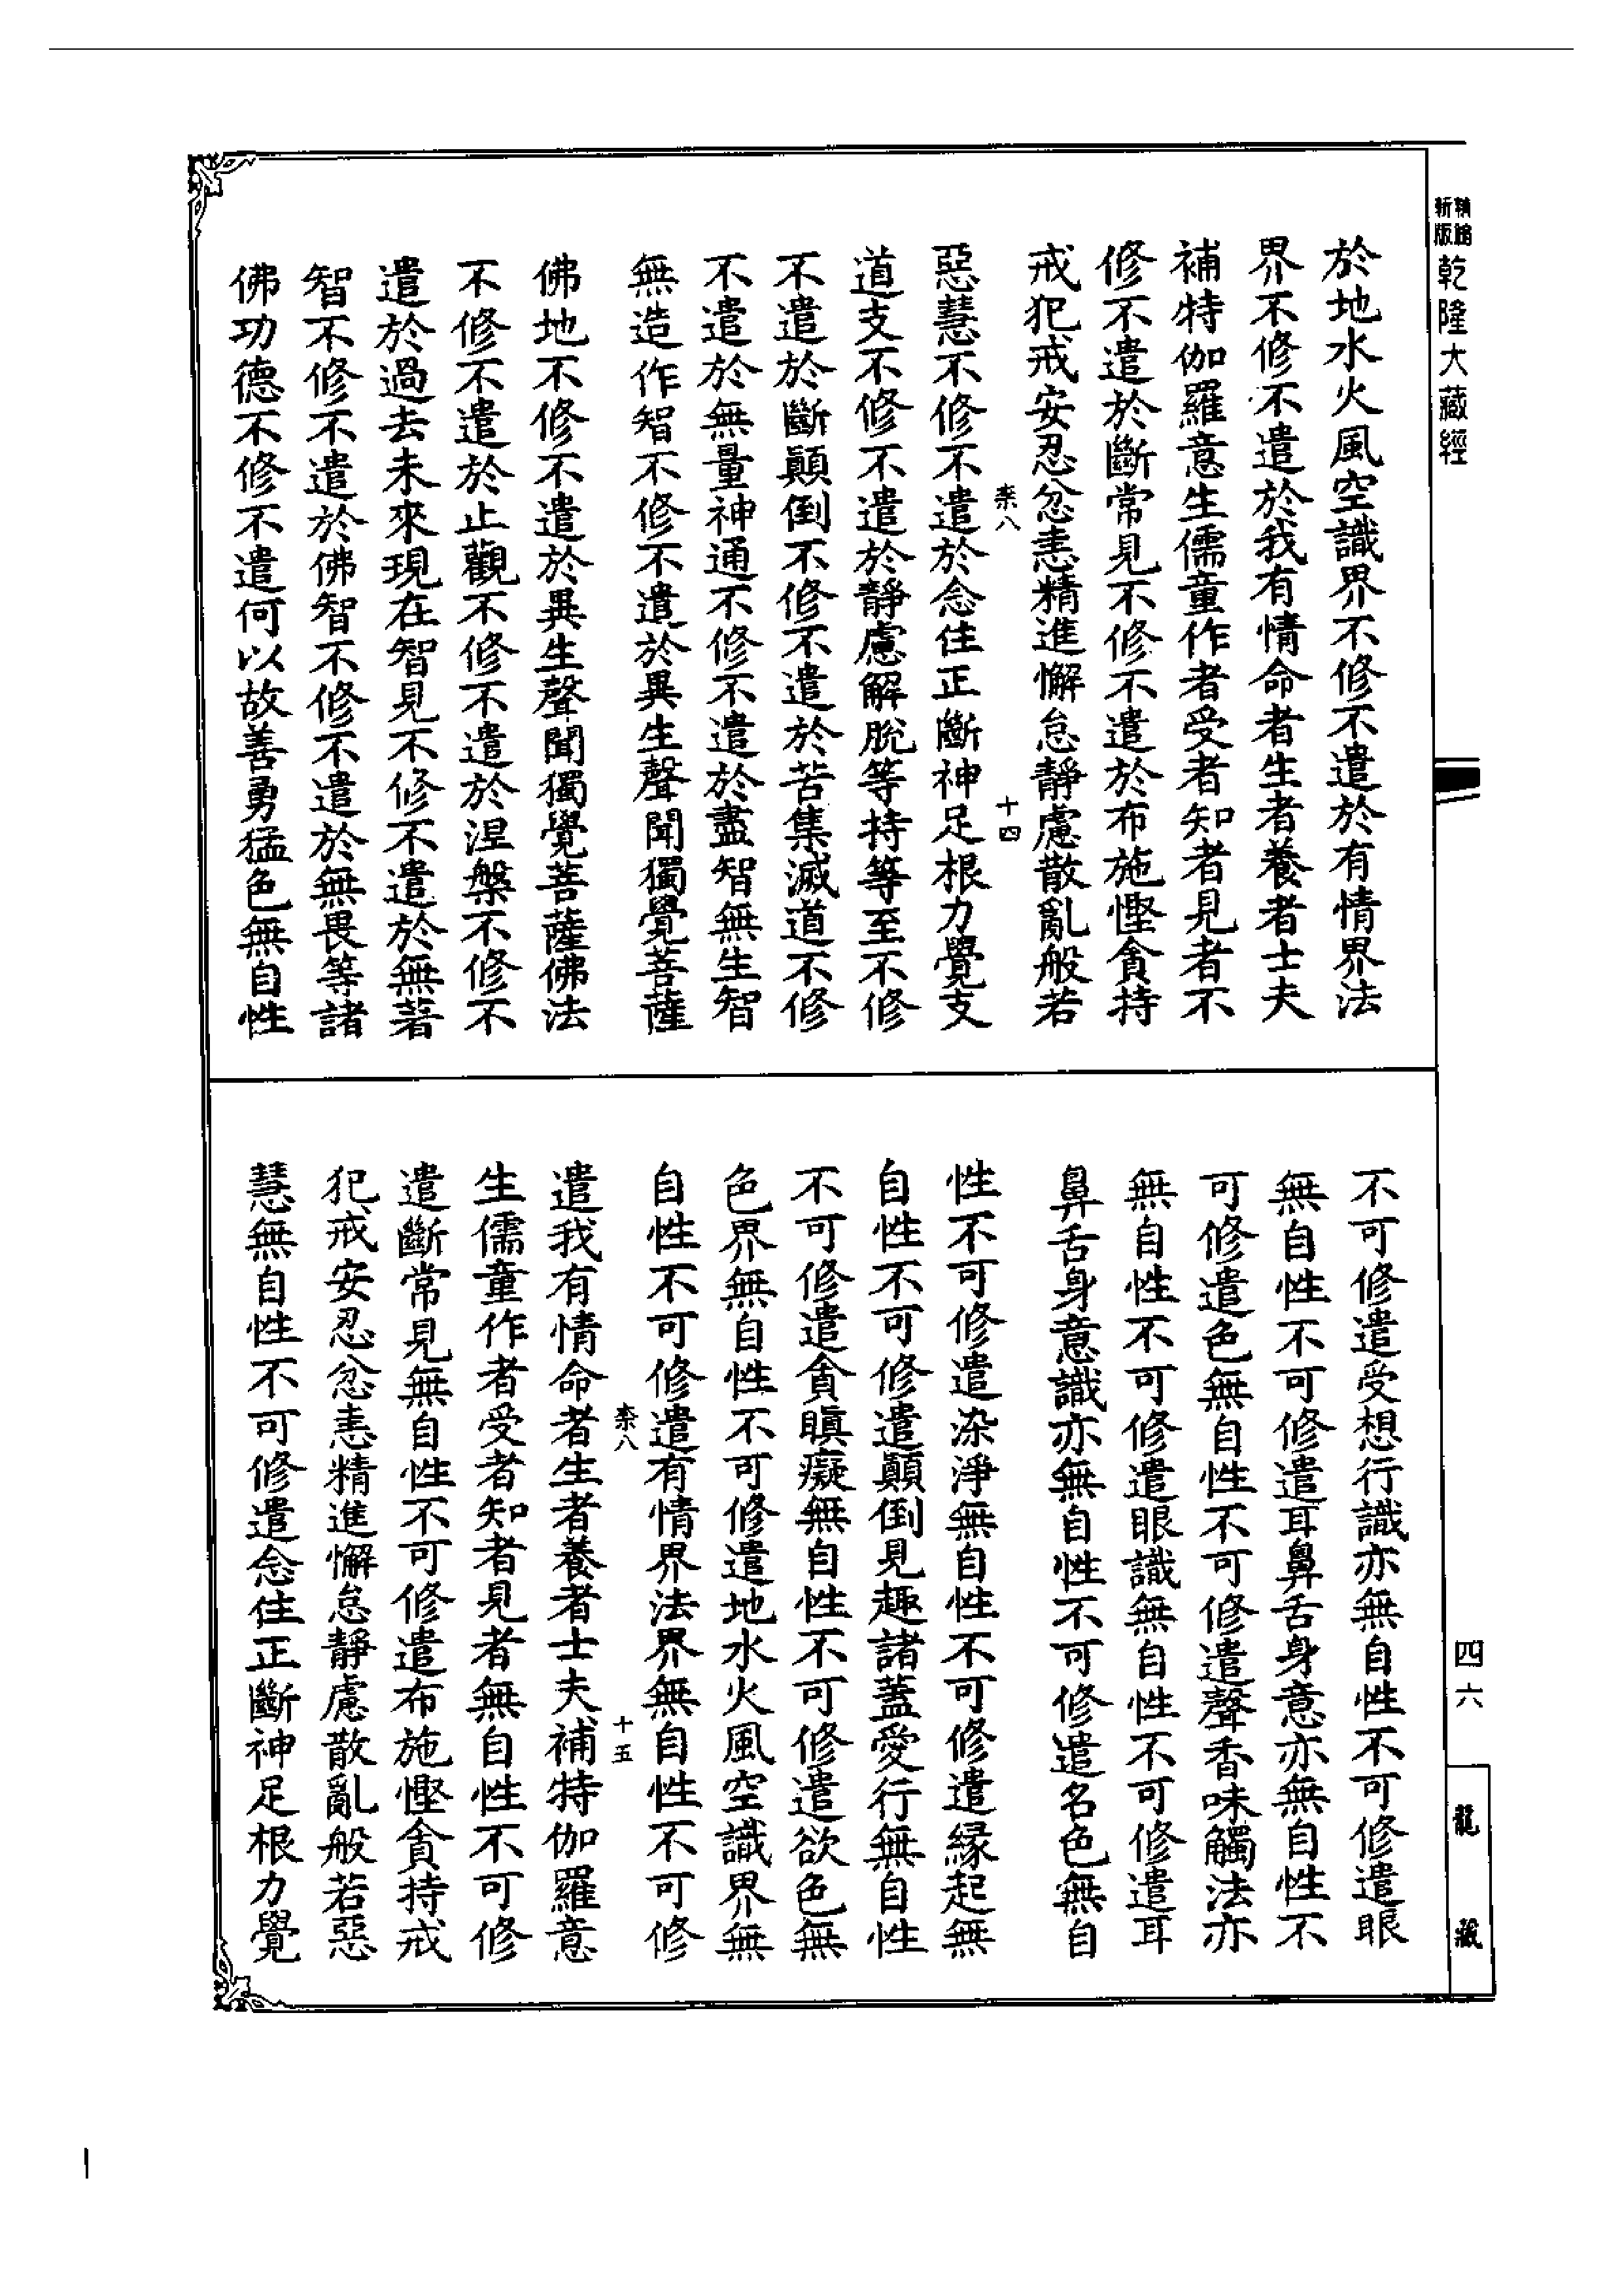 新版
乾隆大藏經
於地水火風空識界不修不遣於有情界法
界不修不遣於我有情命者生者養者士夫
補特伽羅意生儒童作者受者知者見者不
修不遣於斷常見不修不遣於布施慳貪持
戒犯戒安忍忿恚精進懈怠靜慮散亂般若
柰八
十四
惡慧不修不遣於念住正斷神足根力覺支
道支不修不遣於靜慮解脫等持等至不修
不遣於斷顛倒不修不遣於苦集滅道不修
不遣於無量神通不修不遣於盡智無生智
無造作智不修不遣於異生聲聞獨覺菩薩
佛地不修不遣於異生聲聞獨覺菩薩佛法
不修不遣於止觀不修不遣於涅槃不修不
遣於過去未來現在智見不修不遣於無著
智不修不遣於佛智不修不遣於無畏等諸
佛功德不修不遣何以故善勇猛色無自性
不可修遣受想行識亦無自性不可修遣眼
無自性不可修遣耳鼻舌身意亦無自性不
可修遣色無自性不可修遣聲香味觸法亦
無自性不可修遣眼識無自性不可修遣耳
鼻舌身意識亦無自性不可修遣名色無自
性不可修遣染淨無自性不可修遣緣起無
自性不可修遣顛倒見趣諸蓋愛行無自性
不可修遣貪瞋癡無自性不可修遣欲色無
色界無自性不可修遣地水火風空識界無
自性不可修遣有情界法界無自性不可修
柰八
十五
遣我有情命者生者養者士夫補特伽羅意
生儒童作者受者知者見者無自性不可修
遣斷常見無自性不可修遣布施慳貪持戒
犯戒安忍忿恚精進懈怠靜慮散亂般若惡
慧無自性不可修遣念住正斷神足根力覺
四六
龍藏